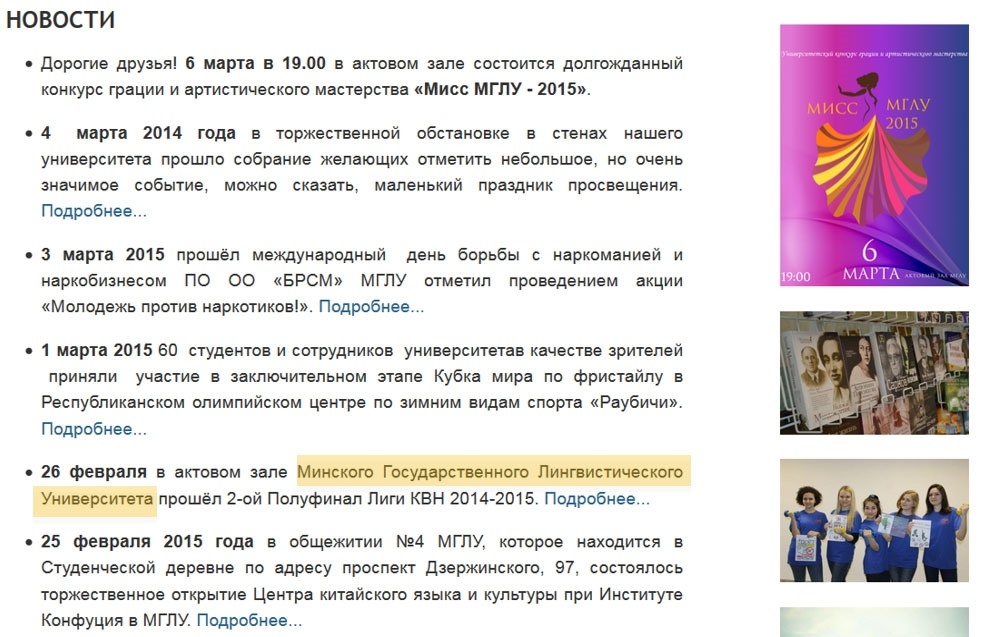 НОВОСТИ
Дорогие друзья! 6 марта в 19.00 в актовом зале состоится долгожданный
конкурс грации и артистического мастерства «Мисс МГЛУ - 2015».
4 марта 2014 года в торжественной обстановке в стенах нашего
университета прошло собрание желающих отметить небольшое, но очень
значимое событие, можно сказать, маленький праздник просвещения.
Подробнее...
3 марта 2015 прошёл международный день борьбы с наркоманией и
наркобизнесом ПО ОО «БРСМ» МГЛУ отметил проведением акции
«Молодежь против наркотиков!». Подробнее...
1 марта 2015 60 студентов и сотрудников университетав качестве зрителей
приняли участие в заключительном этапе Кубка мира по фристайлу в
Республиканском олимпийском центре по зимним видам спорта «Раубичи».
Подробнее...
26 февраля в актовом зале Минского Государственного Лингвистического
Университета прошёл 2-ой Полуфинал Лиги КВН 2014-2015. Подробнее...
25 февраля 2015 года в общежитии №4 МГЛУ, которое находится в
Студенческой деревне по адресу проспект Дзержинского, 97, состоялось
торжественное открытие Центра китайского языка и культуры при Институте
Конфуция в МГЛУ. Подробнее...
Университетский конкурс грации и артистического мастерства
МИСС МГЛУ
2015
6
19:00 МАРТА АКТОВЫЙ ЗАЛ МГЛУ